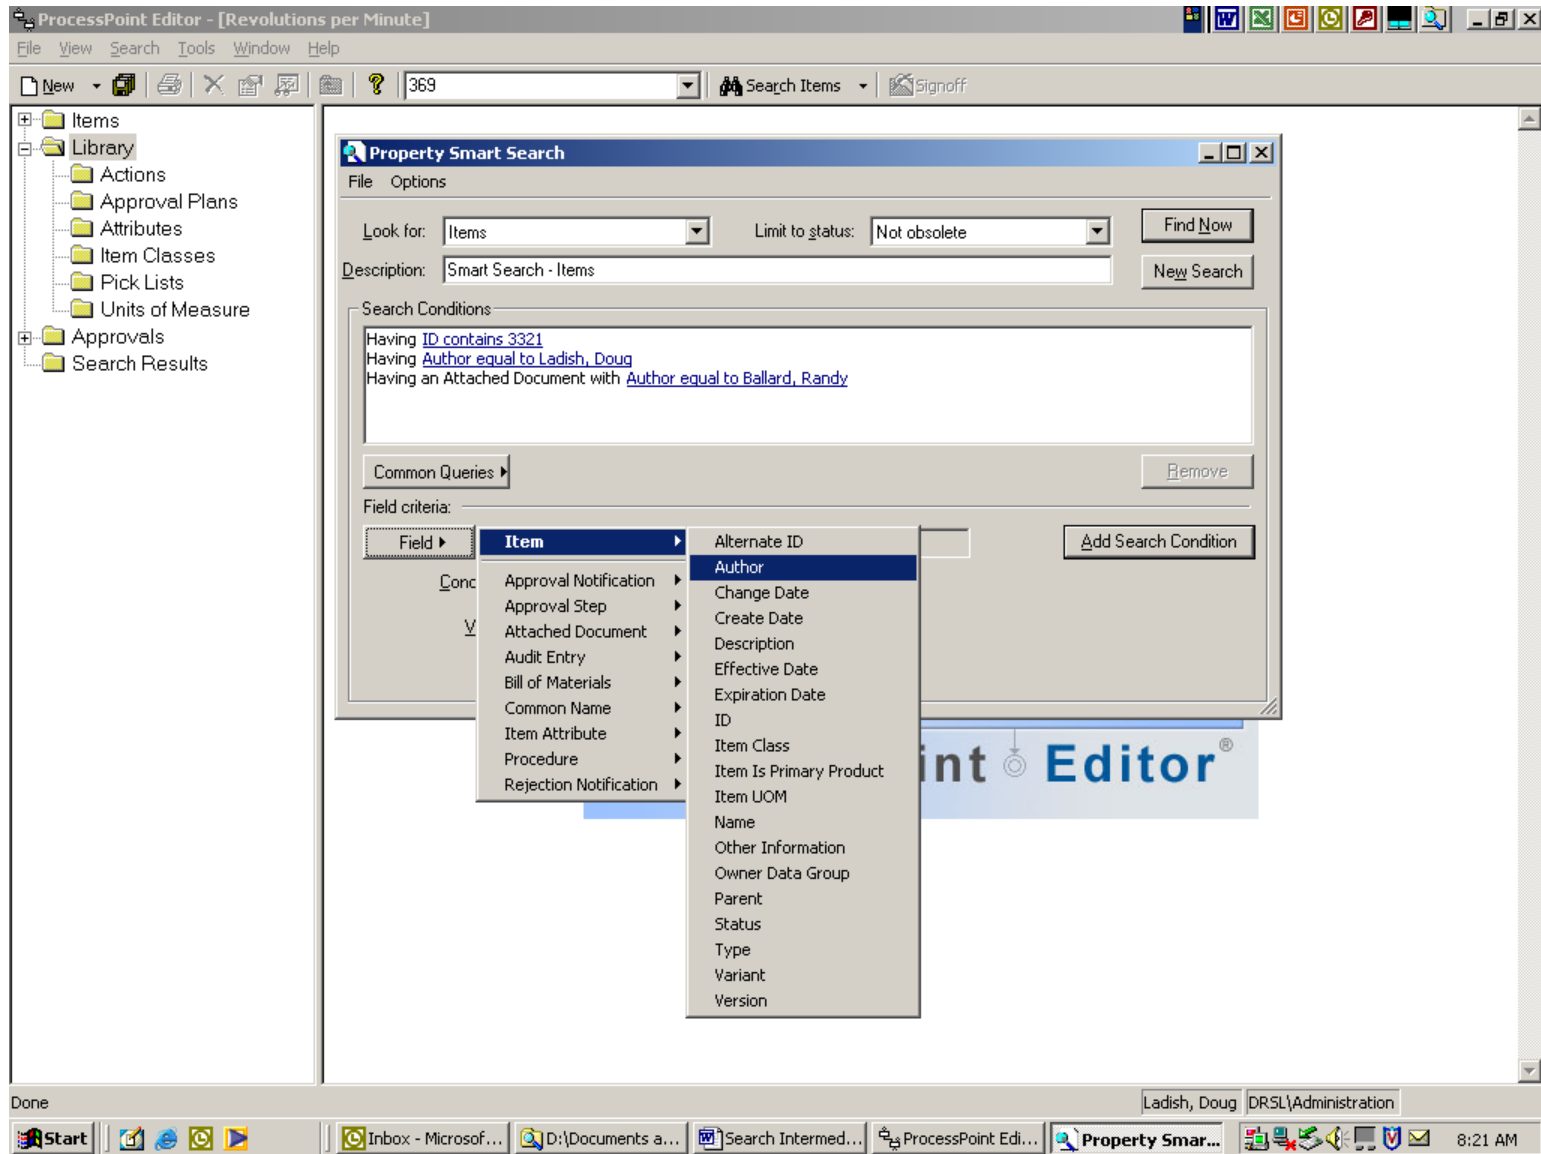 ProcessPoint Editor - [Revolutions per Minute]
File View Search Tools Window Help
New 369 Search Items Signoff
Items
Library
Actions
Approval Plans
Attributes
Item Classes
Pick Lists
Units of Measure
Approvals
Search Results
Property Smart Search
File Options
Look for: Items Limit to status: Not obsolete Find Now
Description: Smart Search - Items New Search
Search Conditions
Having ID contains 3321
Having Author equal to Ladish, Doug
Having an Attached Document with Author equal to Ballard, Randy
Common Queries Remove
Field criteria:
Field Add Search Condition
Conc
V
Item
Approval Notification
Approval Step
Attached Document
Audit Entry
Bill of Materials
Common Name
Item Attribute
Procedure
Rejection Notification
Alternate ID
Author
Change Date
Create Date
Description
Effective Date
Expiration Date
ID
Item Class
Item Is Primary Product
Item UOM
Name
Other Information
Owner Data Group
Parent
Status
Type
Variant
Version
int Editor®
Done Ladish, Doug DRSL\Administration
Start Inbox - Microsof... D:\Documents a... Search Intermed... ProcessPoint Edi... Property Smar... 8:21 AM